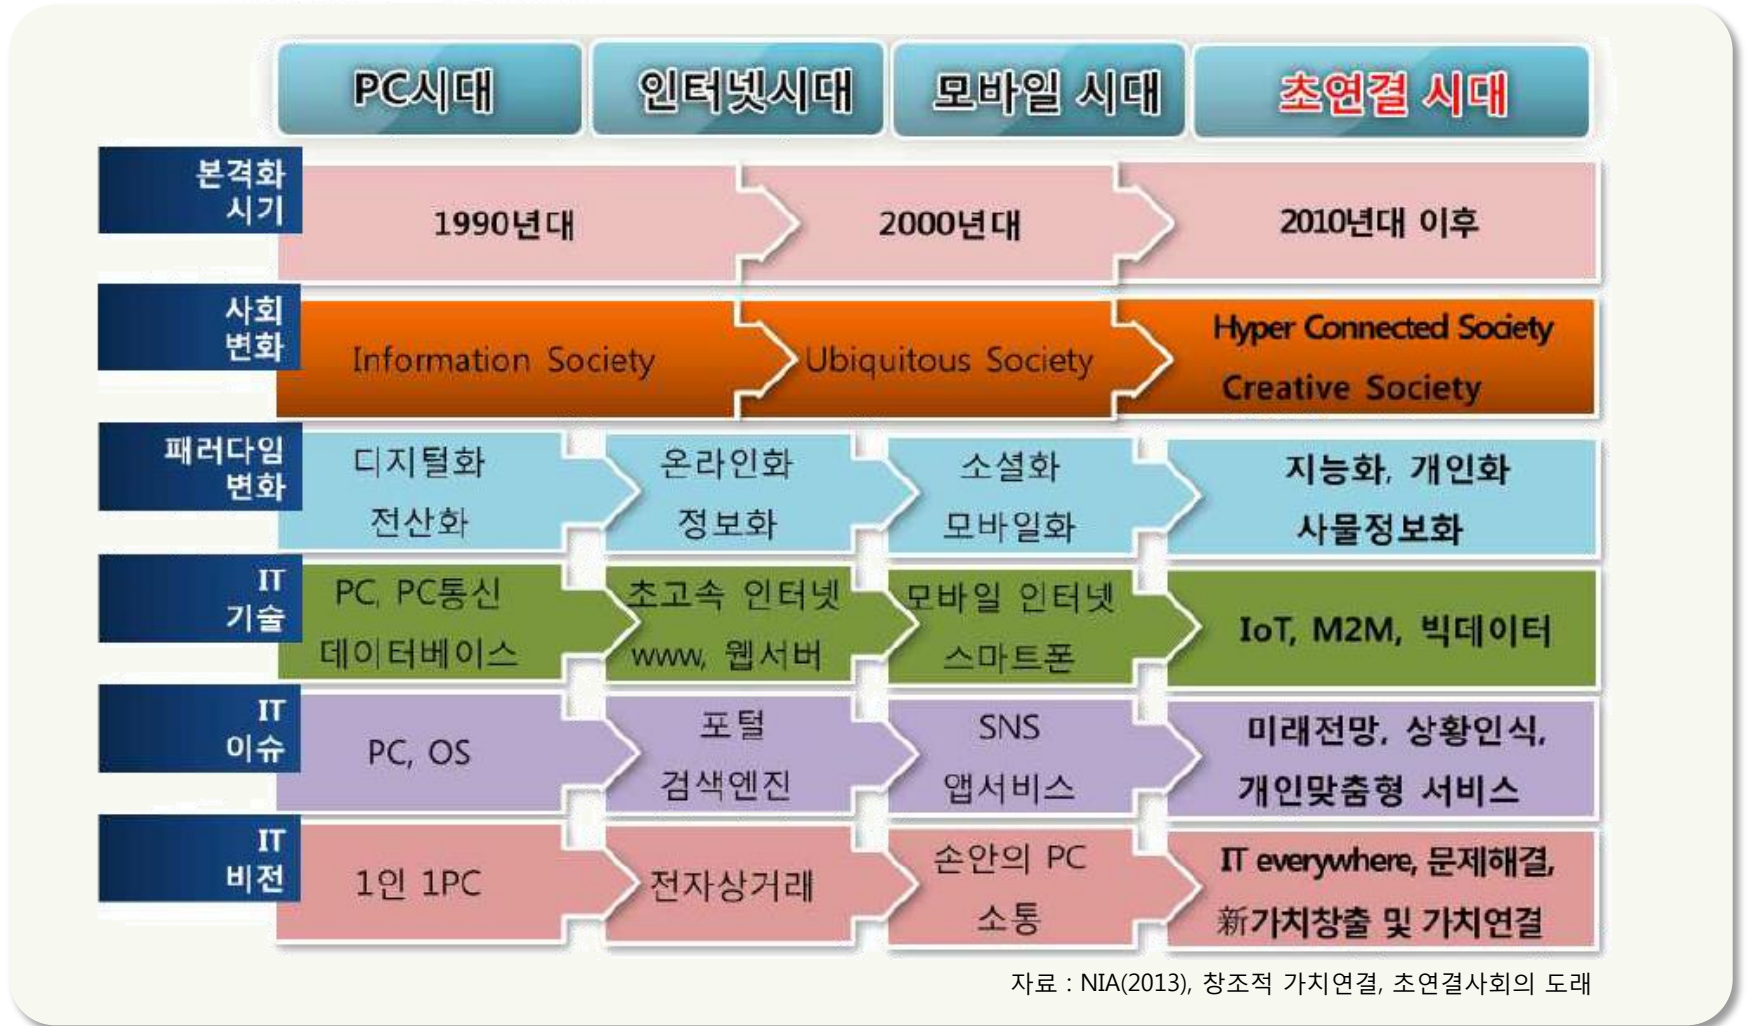 PC시대 인터넷시대 모바일 시대 초연결 시대
본격화
시기
1990년대 2000년대 2010년대 이후
사회
변화
Information Society Ubiquitous Society
Hyper Connected Society
Creative Society
패러다임
변화
디지털화
전산화
온라인화
정보화
소셜화
모바일화
지능화, 개인화
사물정보화
IT
기술
PC, PC통신
데이터베이스
초고속 인터넷
www, 웹서버
모바일 인터넷
스마트폰
IoT, M2M, 빅데이터
IT
이슈
PC, OS
포털
검색엔진
SNS
앱서비스
미래전망, 상황인식,
개인맞춤형 서비스
IT
비전
1인 1PC
전자상거래
손안의 PC
소통
IT everywhere, 문제해결,
新가치창출 및 가치연결
자료 : NIA(2013), 창조적 가치연결, 초연결사회의 도래